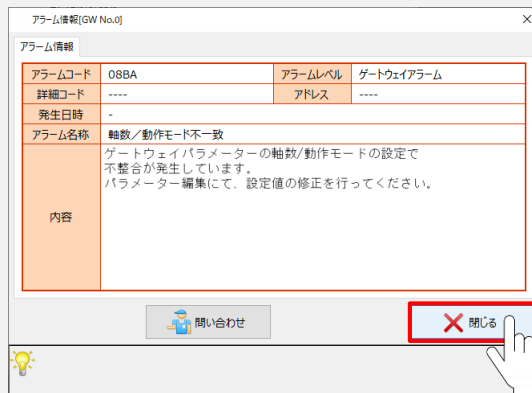 アラーム情報[GW No.0]
アラーム情報
アラームコード 08BA アラームレベル ゲートウェイアラーム
詳細コード ---- アドレス ----
発生日時 -
アラーム名称 軸数／動作モード不一致
内容
ゲートウェイパラメーターの軸数/動作モードの設定で
不整合が発生しています。
パラメーター編集にて、設定値の修正を行ってください。
問い合わせ 閉じる